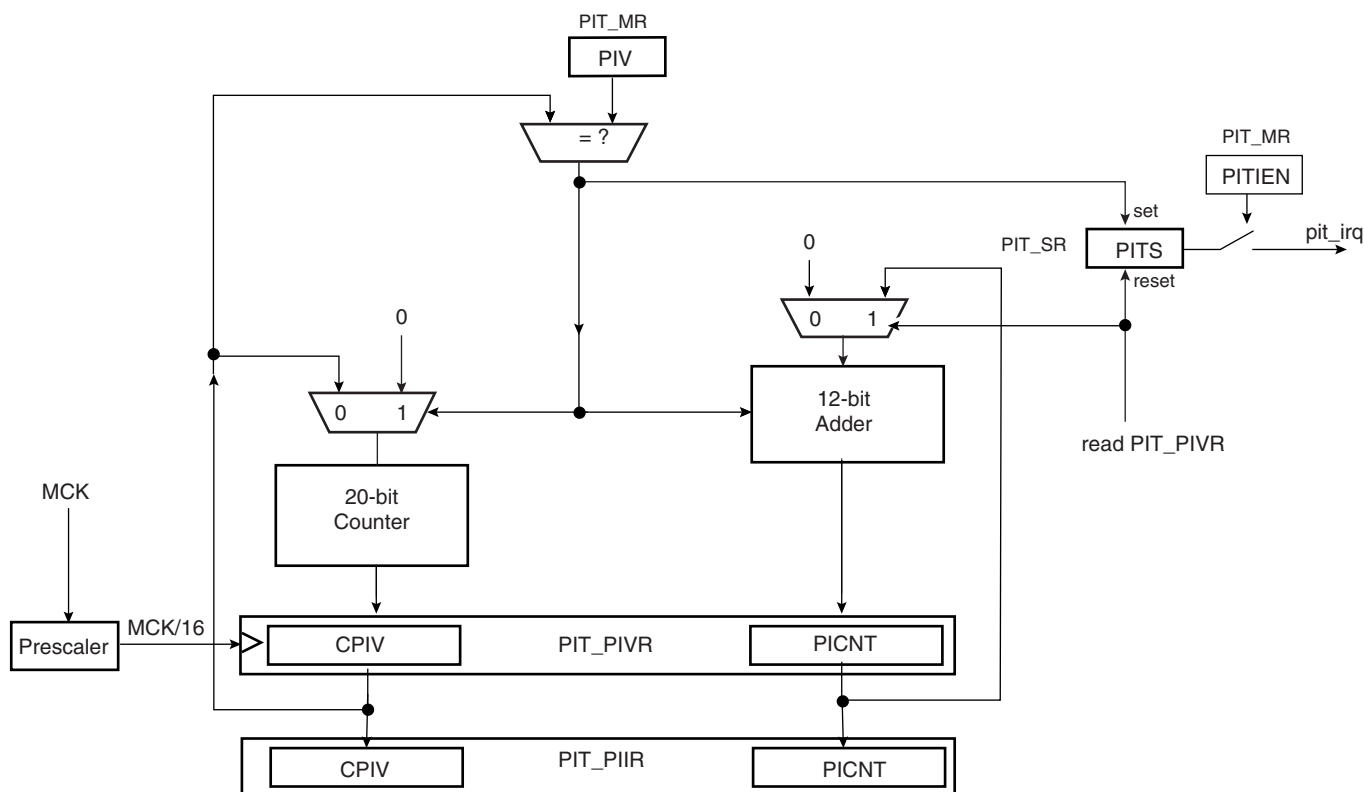 PIT_MR
PIV
= ?
PIT_MR
PITIEN
set
0
PIT_SR
PITS
pit_irq
reset
0
0 1
0 1
12-bit
Adder
read PIT_PIVR
MCK
20-bit
Counter
MCK/16
Prescaler
CPIV
PIT_PIVR
PICNT
CPIV
PIT_PIIR
PICNT